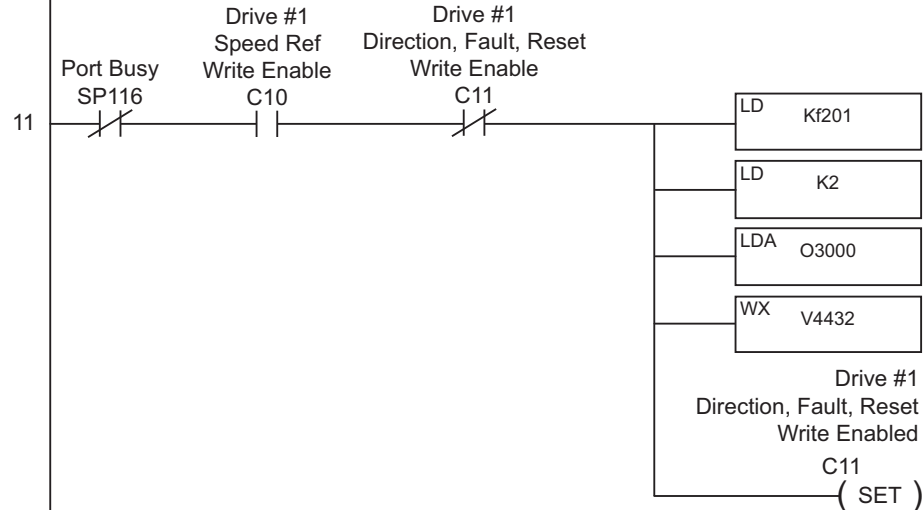 Drive #1
Speed Ref
Write Enable
C10
Drive #1
Direction, Fault, Reset
Write Enable
C11
Port Busy
SP116
11
LD Kf201
LD K2
LDA O3000
WX V4432
Drive #1
Direction, Fault, Reset
Write Enabled
C11
( SET )